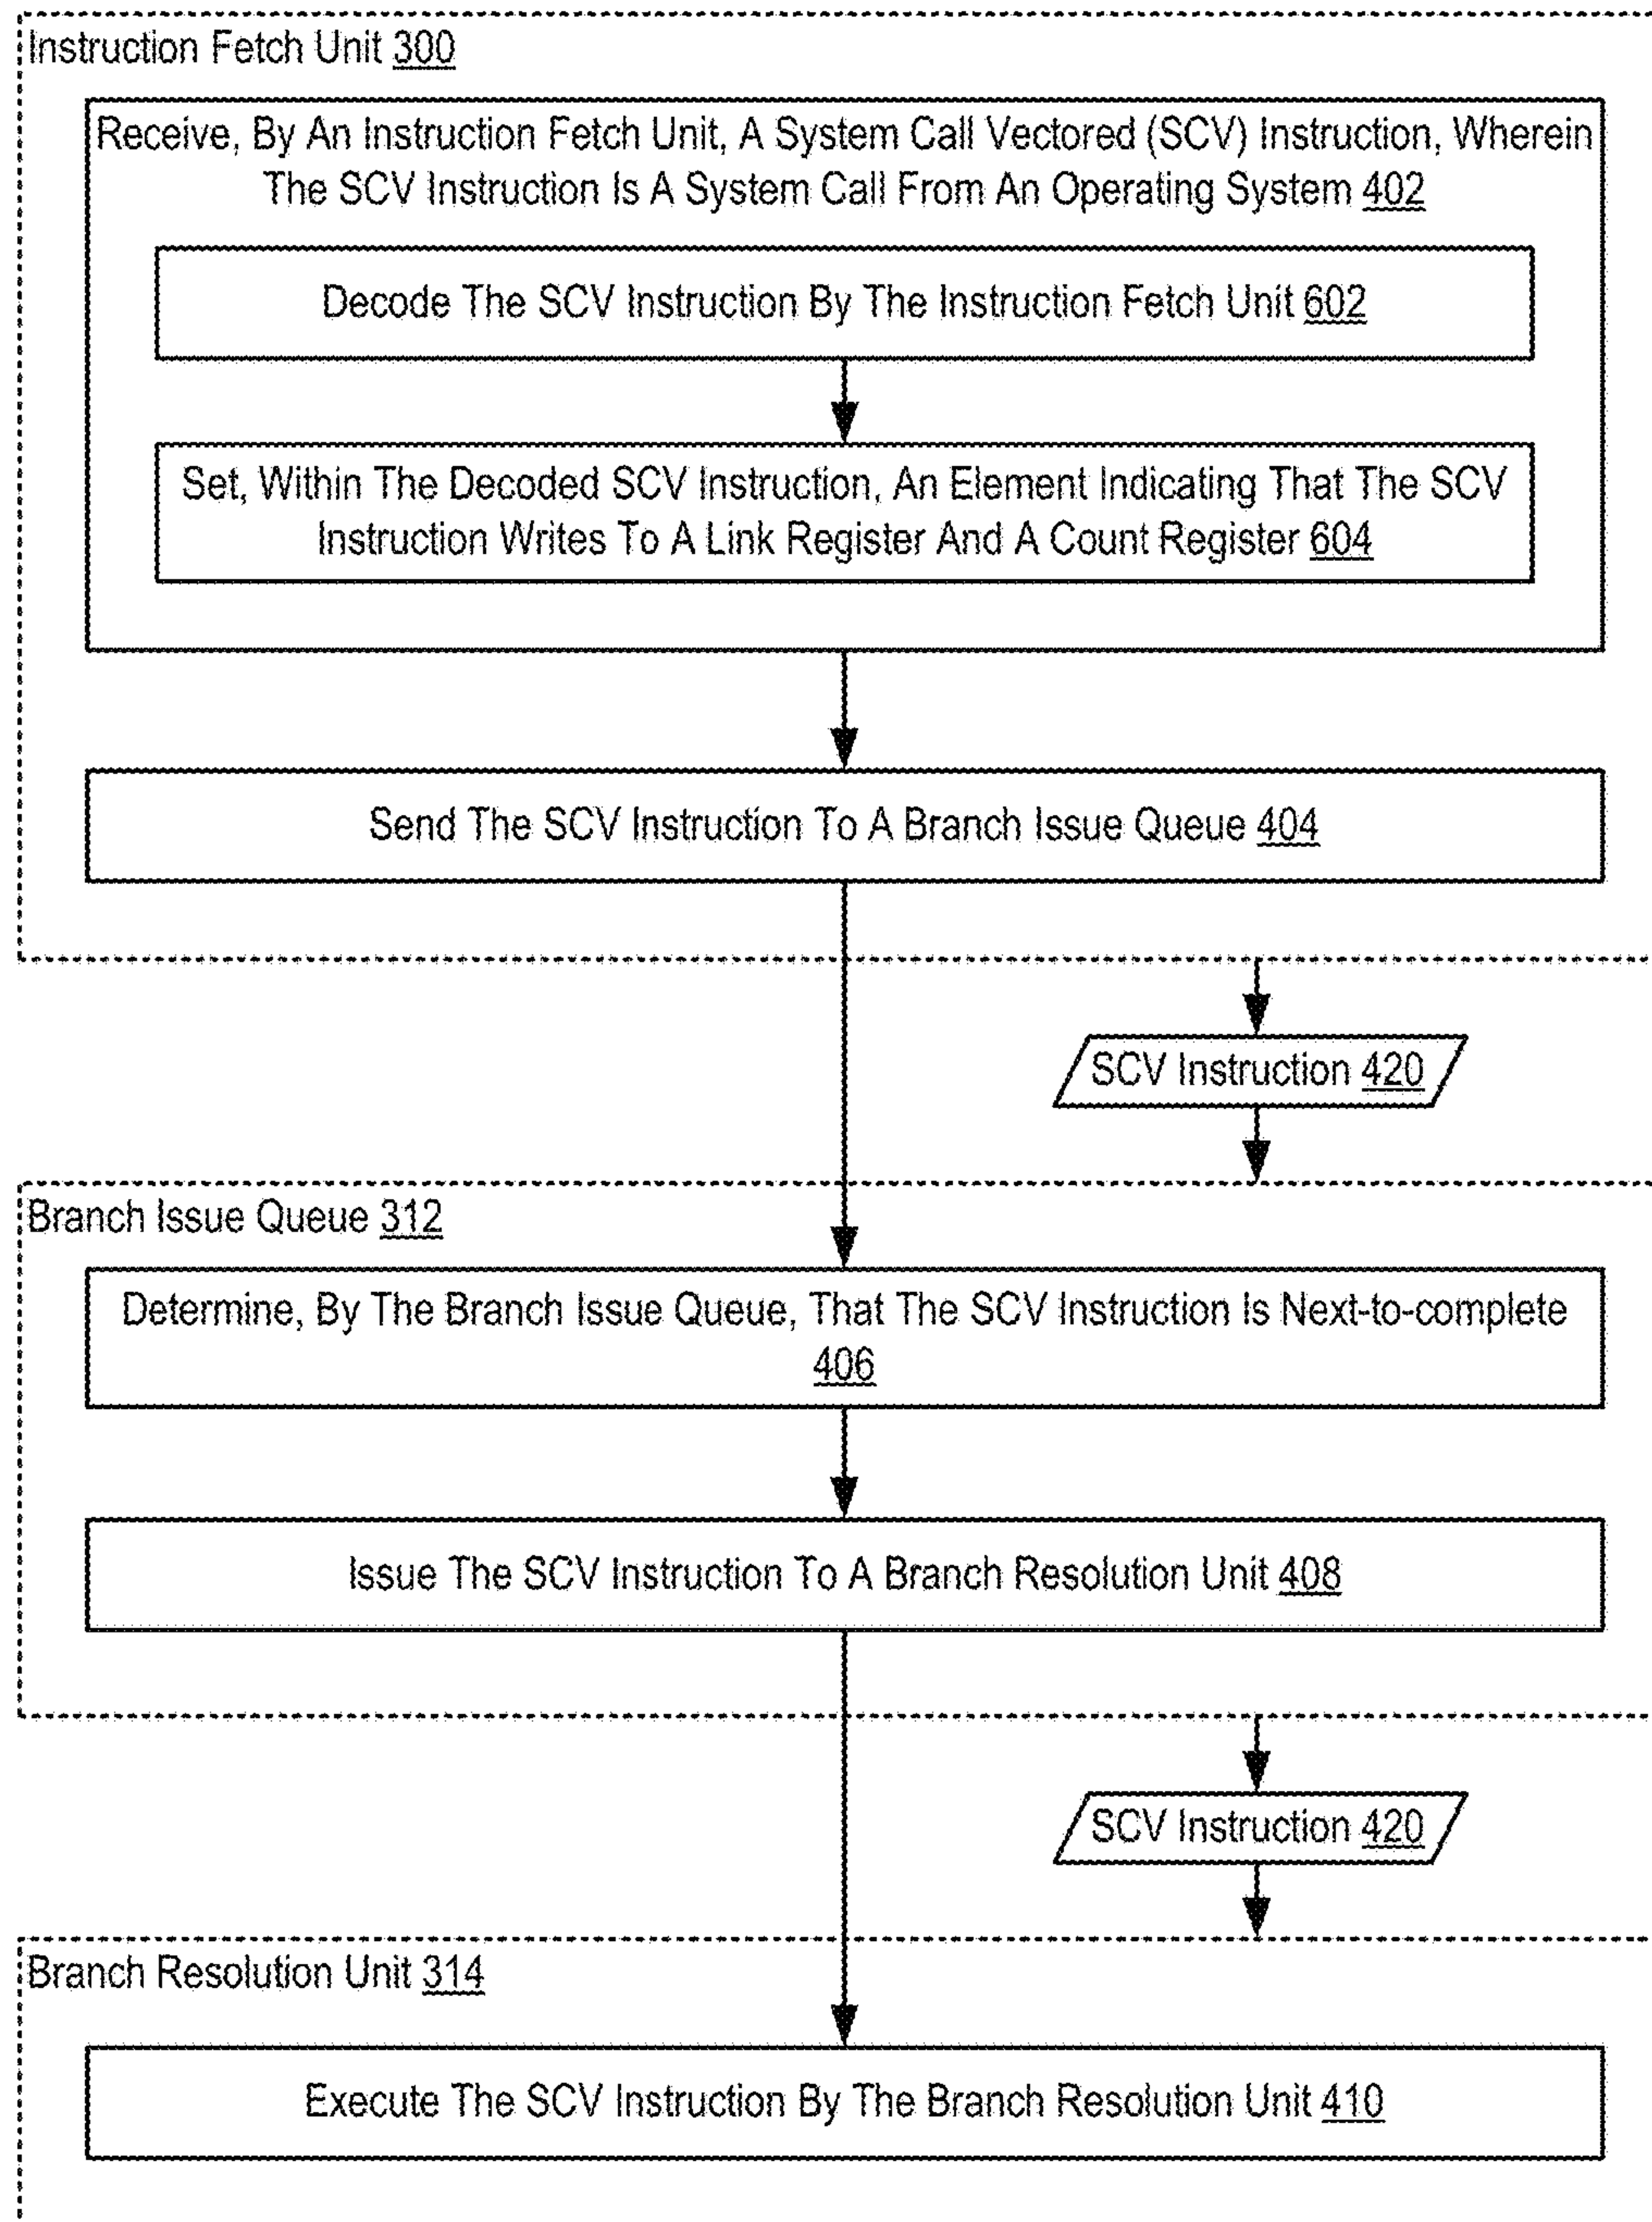 Instruction Fetch Unit 300
Receive, By An Instruction Fetch Unit, A System Call Vectored (SCV) Instruction, Wherein
The SCV Instruction Is A System Call From An Operating System 402
Decode The SCV Instruction By The Instruction Fetch Unit 602
Set, Within The Decoded SCV Instruction, An Element Indicating That The SCV
Instruction Writes To A Link Register And A Count Register 604
Send The SCV Instruction To A Branch Issue Queue 404
SCV Instruction 420
Branch Issue Queue 312
Determine, By The Branch Issue Queue, That The SCV Instruction Is Next-to-complete
406
Issue The SCV Instruction To A Branch Resolution Unit 408
SCV Instruction 420
Branch Resolution Unit 314
Execute The SCV Instruction By The Branch Resolution Unit 410